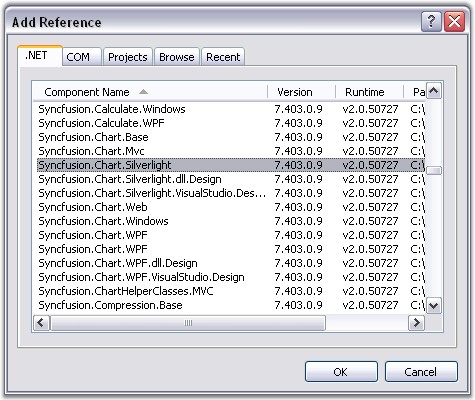 Add Reference
.NET COM Projects Browse Recent
Component Name Version Runtime Pa
Syncfusion.Calculate.Windows 7.403.0.9 v2.0.50727 C:\
Syncfusion.Calculate.WPF 7.403.0.9 v2.0.50727 C:\
Syncfusion.Chart.Base 7.403.0.9 v2.0.50727 C:\
Syncfusion.Chart.Mvc 7.403.0.9 v2.0.50727 C:\
Syncfusion.Chart.Silverlight 7.403.0.9 v2.0.50727 C:\
Syncfusion.Chart.Silverlight.dll.Design 7.403.0.9 v2.0.50727 C:\
Syncfusion.Chart.Silverlight.VisualStudio.Des... 7.403.0.9 v2.0.50727 C:\
Syncfusion.Chart.Web 7.403.0.9 v2.0.50727 C:\
Syncfusion.Chart.Windows 7.403.0.9 v2.0.50727 C:\
Syncfusion.Chart.WPF 7.403.0.9 v2.0.50727 C:\
Syncfusion.Chart.WPF 7.403.0.9 v2.0.50727 C:\
Syncfusion.Chart.WPF.dll.Design 7.403.0.9 v2.0.50727 C:\
Syncfusion.Chart.WPF.VisualStudio.Design 7.403.0.9 v2.0.50727 C:\
Syncfusion.ChartHelperClasses.MVC 7.403.0.9 v2.0.50727 C:\
Syncfusion.Compression.Base 7.403.0.9 v2.0.50727 C:\
OK Cancel